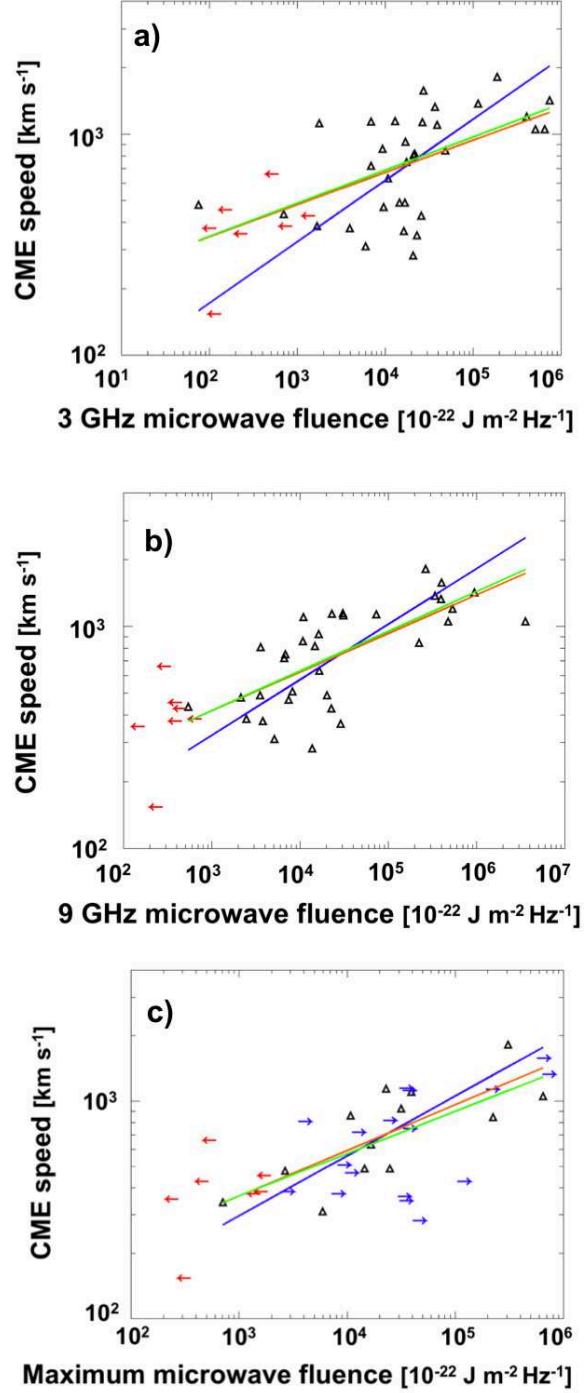 a)
10³
10²
CME speed [km s⁻¹]
10¹ 10² 10³ 10⁴ 10⁵ 10⁶
3 GHz microwave fluence [10⁻²² J m⁻² Hz⁻¹]
b)
10³
10²
CME speed [km s⁻¹]
10² 10³ 10⁴ 10⁵ 10⁶ 10⁷
9 GHz microwave fluence [10⁻²² J m⁻² Hz⁻¹]
c)
10³
10²
CME speed [km s⁻¹]
10² 10³ 10⁴ 10⁵ 10⁶
Maximum microwave fluence [10⁻²² J m⁻² Hz⁻¹]